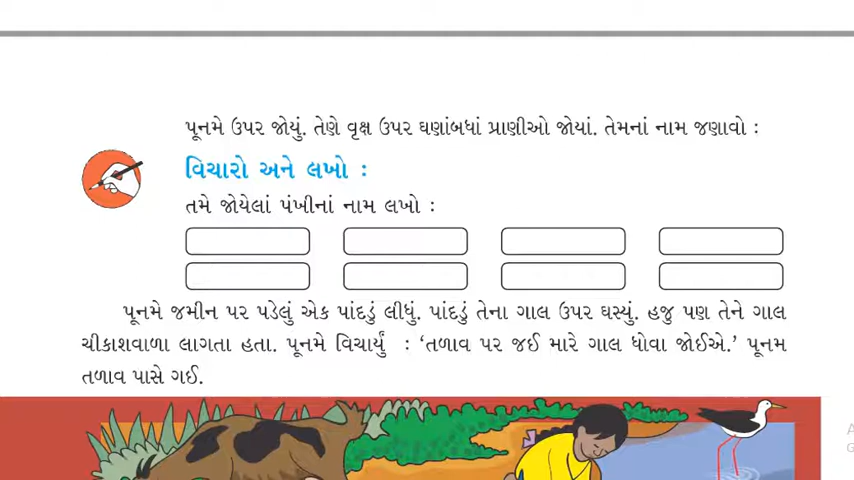 પૂનમે ઉપર જોયું. તેણે વૃક્ષ ઉપર ઘણાંબધાં પ્રાણીઓ જોયાં. તેમનાં નામ જણાવો :
વિચારો અને લખો :
તમે જોયેલાં પંખીનાં નામ લખો :
પૂનમે જમીન પર પડેલું એક પાંદડું લીધું. પાંદડું તેના ગાલ ઉપર ઘસ્યું. હજુ પણ તેને ગાલ
ચીકાશવાળા લાગતા હતા. પૂનમે વિચાર્યું : ‘તળાવ પર જઈ મારે ગાલ ધોવા જોઈએ.’ પૂનમ
તળાવ પાસે ગઈ.